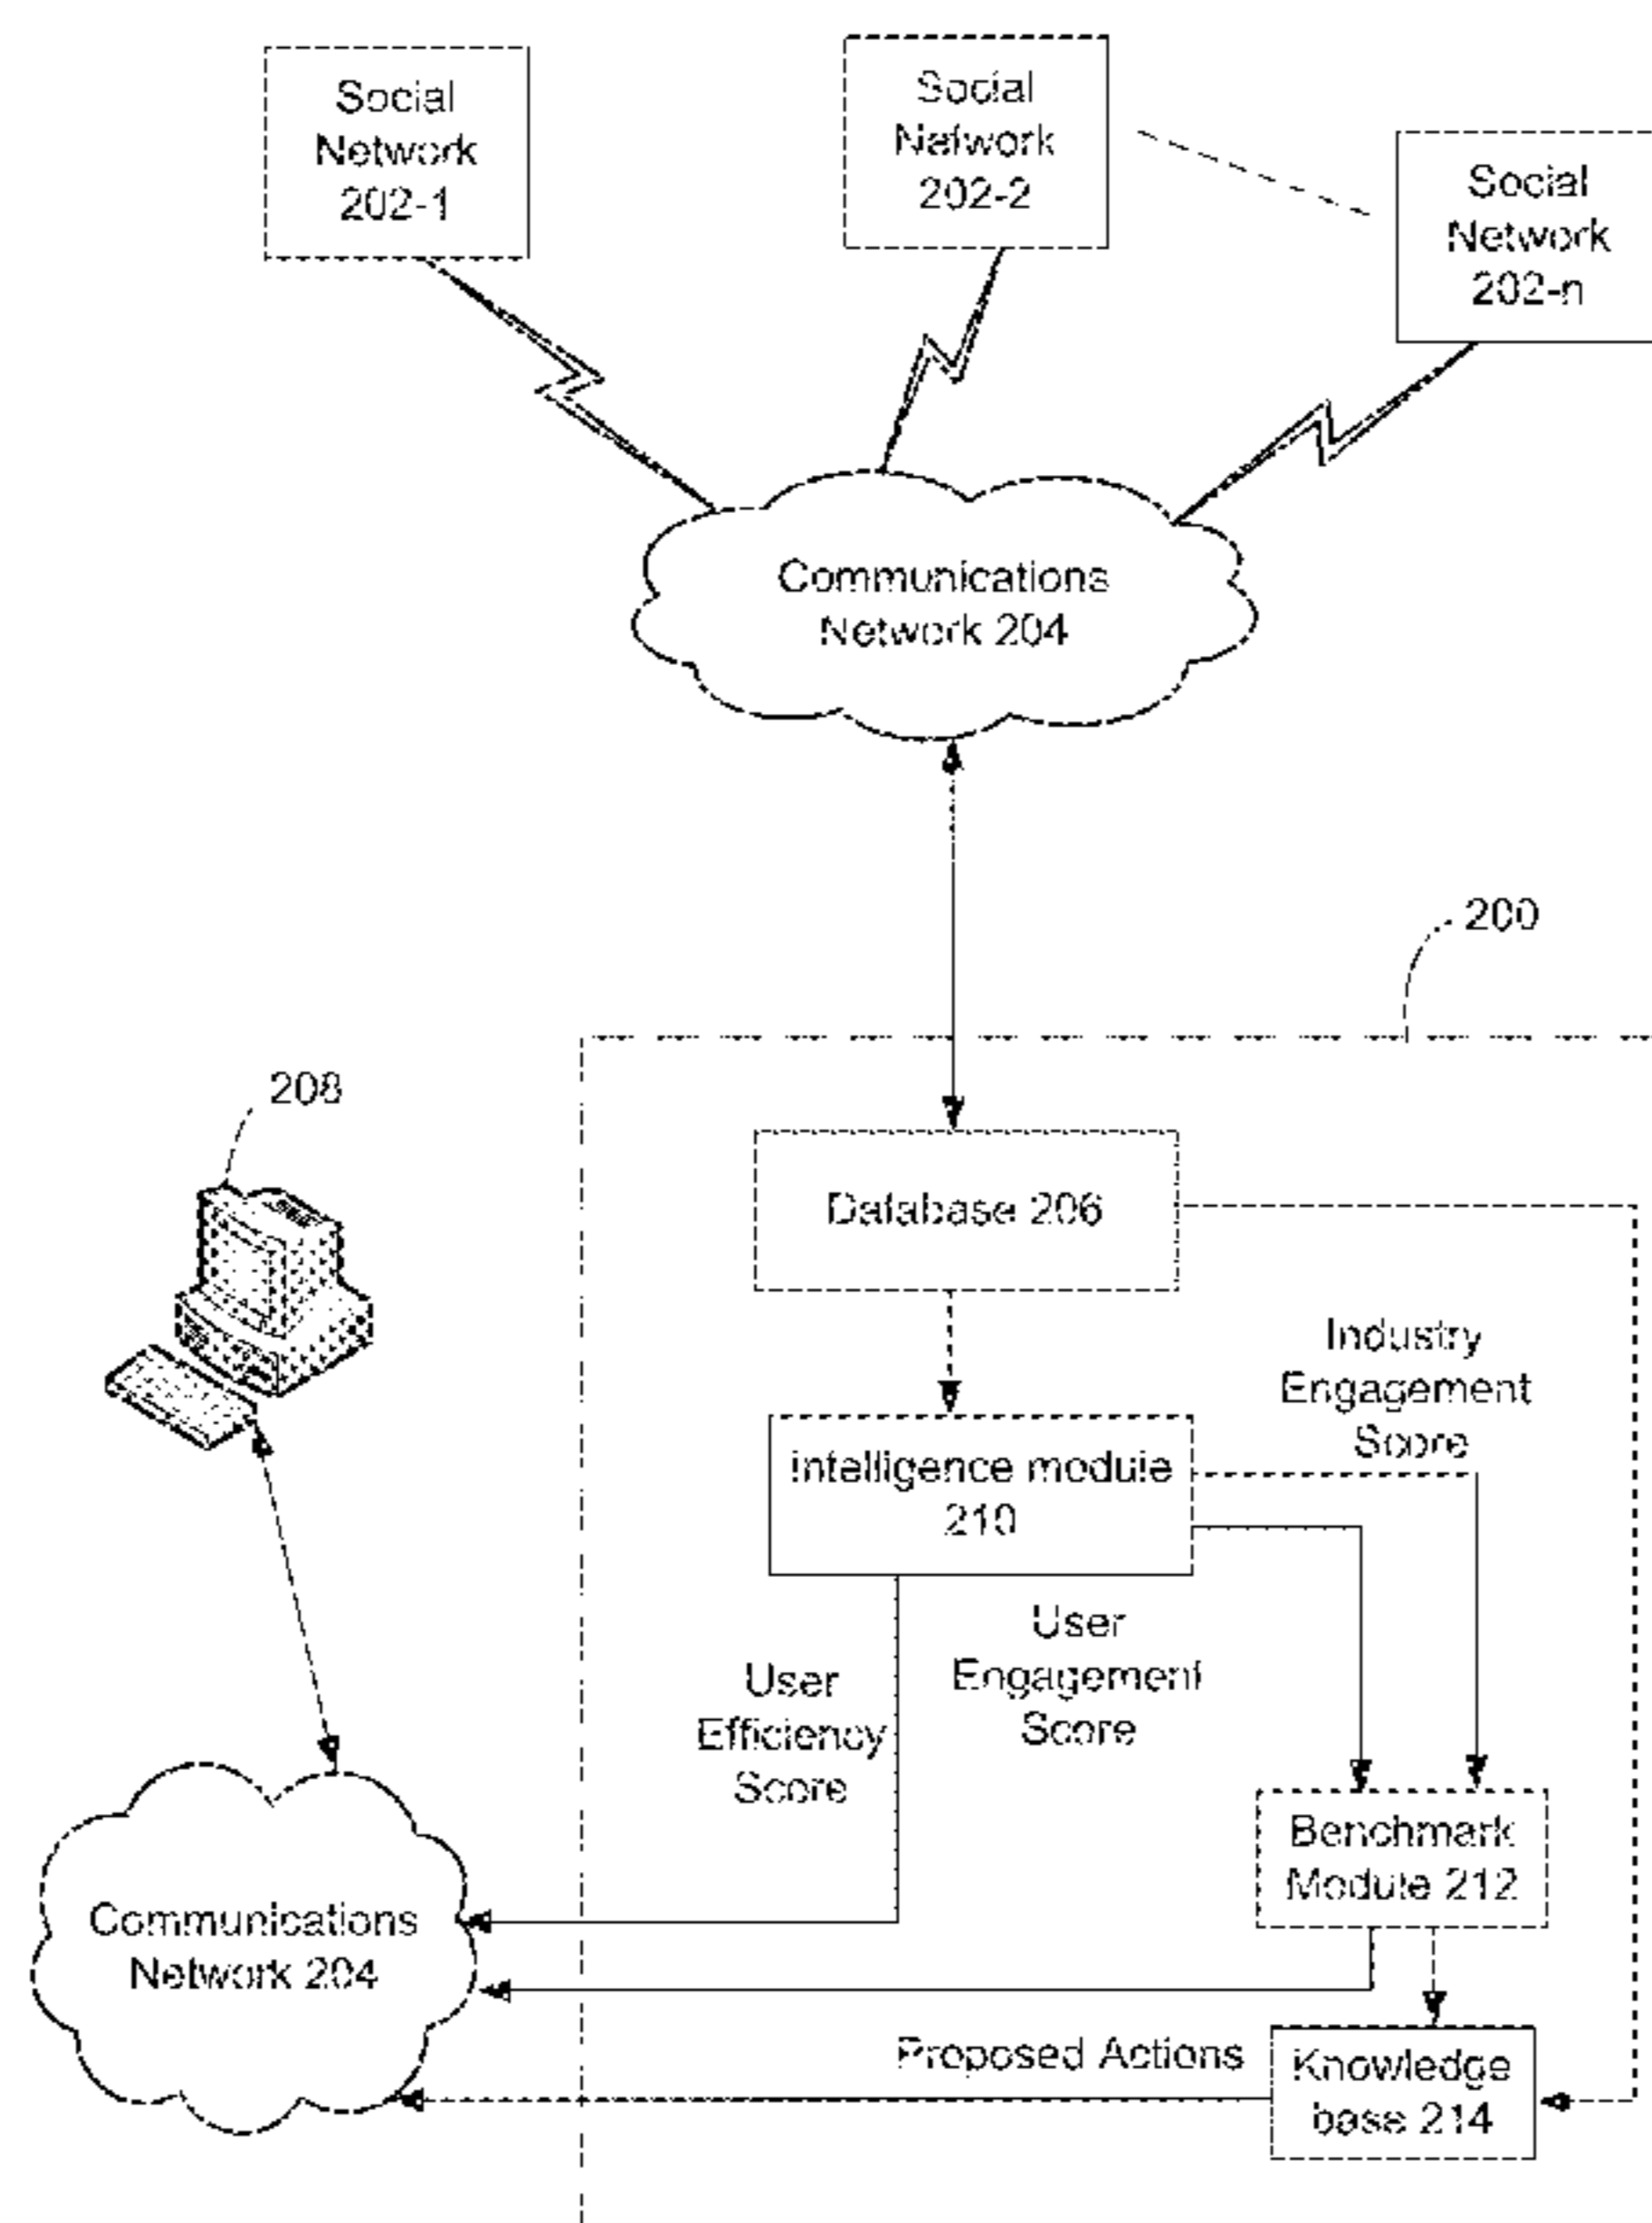 Social
Network
202-1
Social
Network
202-2
Social
Network
202-n
Communications
Network 204
200
208
Database 206
Industry
Engagement
Score
Intelligence module
210
User
Engagement
Score
User
Efficiency
Score
Benchmark
Module 212
Communications
Network 204
Proposed Actions
Knowledge
base 214